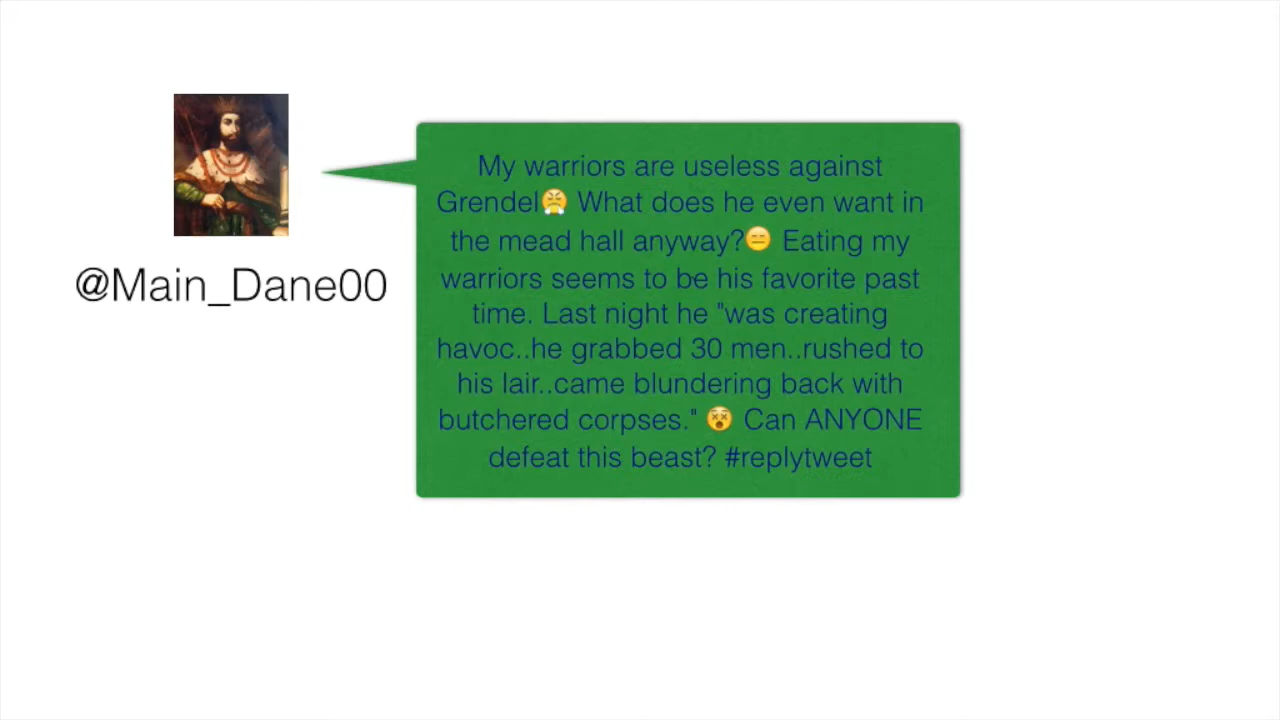 @Main_Dane00
My warriors are useless against
Grendel😤 What does he even want in
the mead hall anyway?😑 Eating my
warriors seems to be his favorite past
time. Last night he "was creating
havoc..he grabbed 30 men..rushed to
his lair..came blundering back with
butchered corpses." 😵 Can ANYONE
defeat this beast? #replytweet